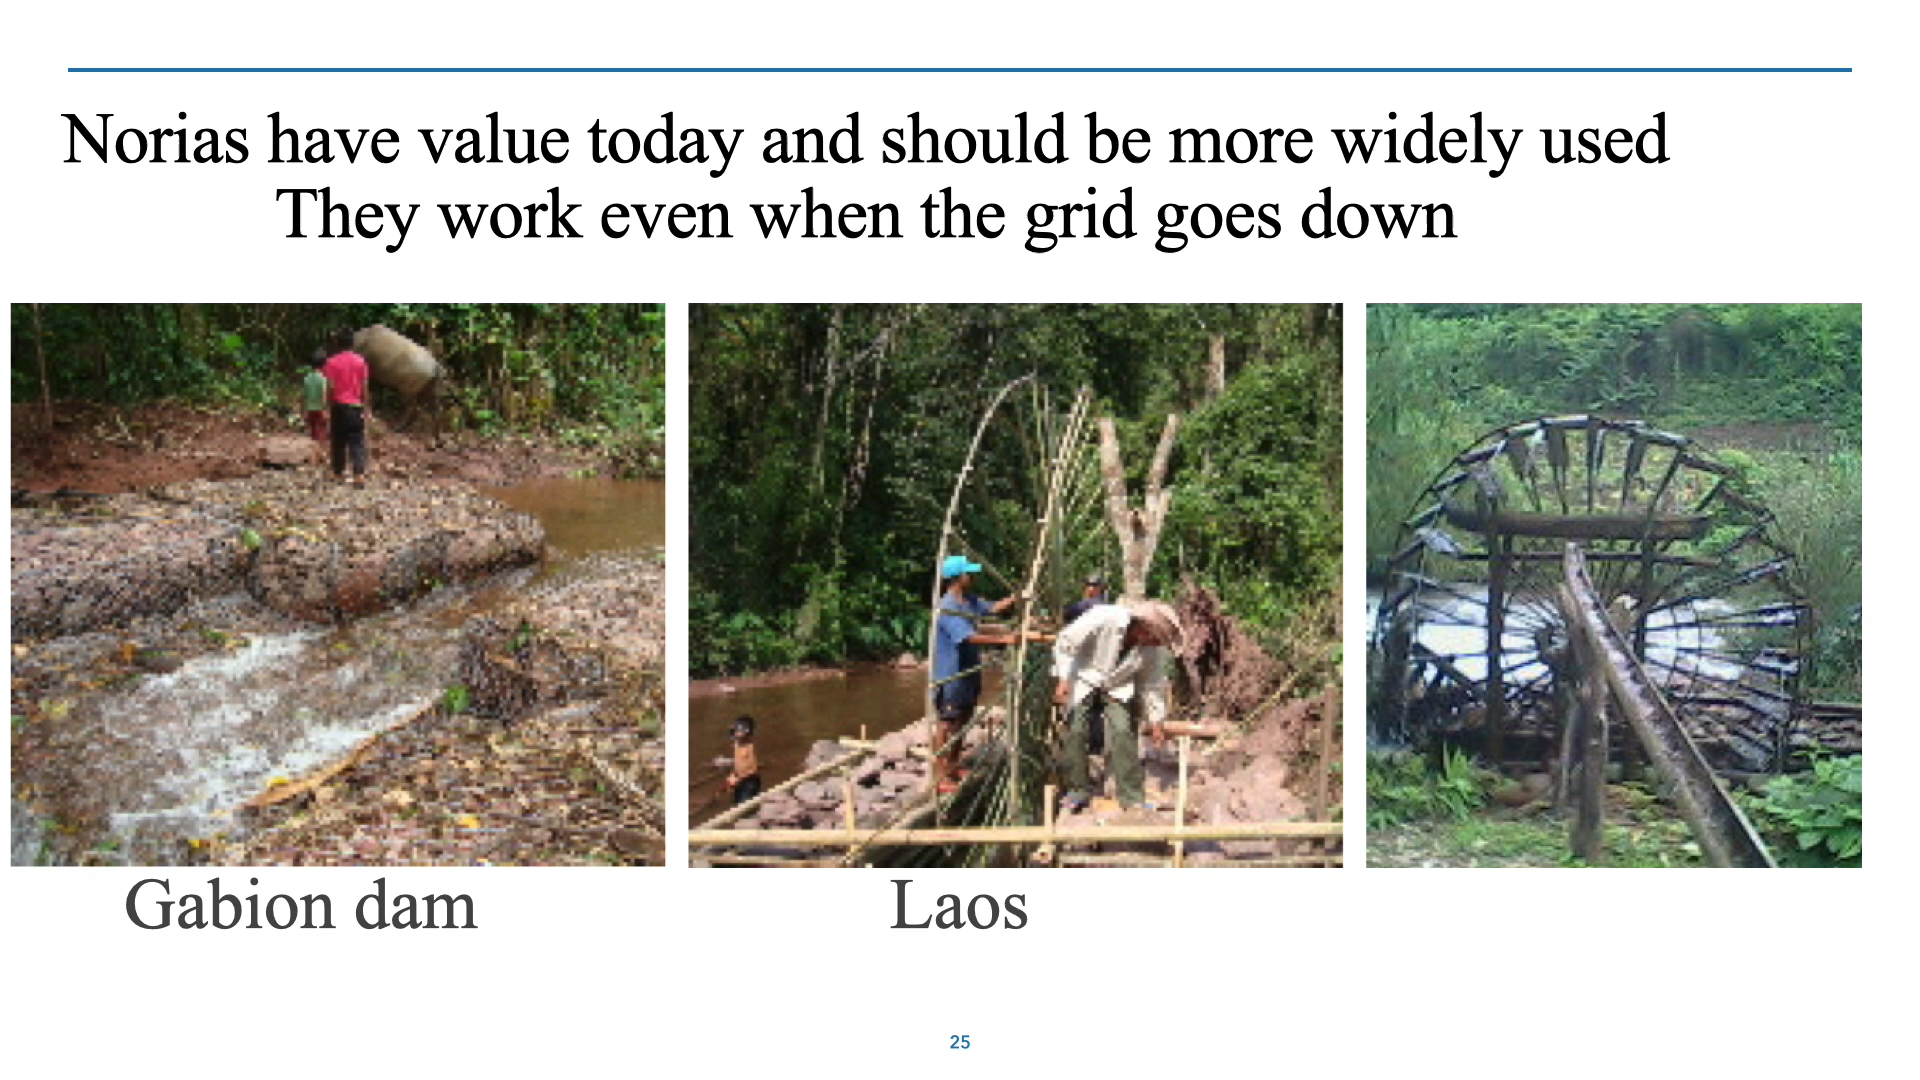 Norias have value today and should be more widely used
They work even when the grid goes down
Gabion dam
Laos
25